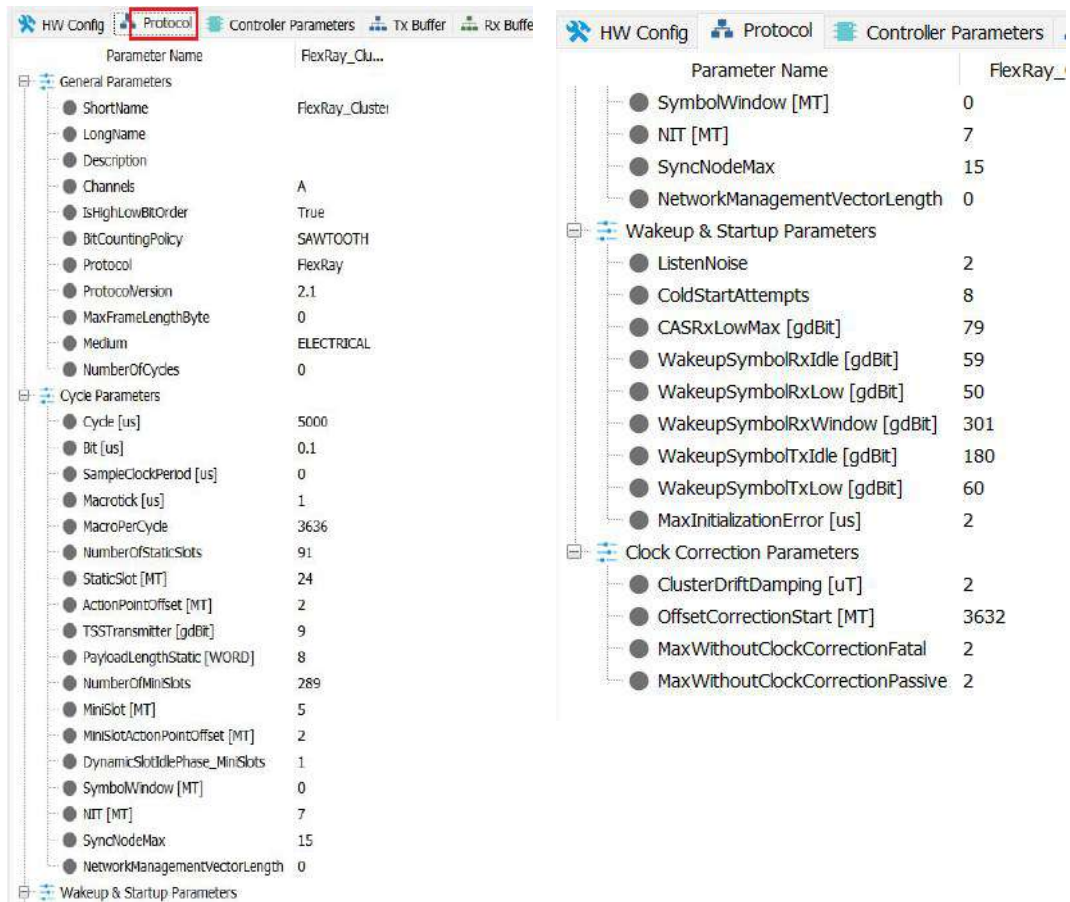 HW Config Protocol Controller Parameters Tx Buffer Rx Buffe
Parameter Name FlexRay_Clu...
General Parameters
ShortName FlexRay_Cluster
LongName
Description
Channels A
IsHighLowBitOrder True
BitCountingPolicy SAWTOOTH
Protocol FlexRay
ProtocolVersion 2.1
MaxFrameLengthByte 0
Medium ELECTRICAL
NumberOfCycles 0
Cycle Parameters
Cycle [us] 5000
Bit [us] 0.1
SampleClockPeriod [us] 0
Macrotick [us] 1
MacroPerCycle 3636
NumberOfStaticSlots 91
StaticSlot [MT] 24
ActionPointOffset [MT] 2
TSSTransmitter [gdBit] 9
PayloadLengthStatic [WORD] 8
NumberOfMiniSlots 289
MiniSlot [MT] 5
MiniSlotActionPointOffset [MT] 2
DynamicSlotIdlePhase_MiniSlots 1
SymbolWindow [MT] 0
NIT [MT] 7
SyncNodeMax 15
NetworkManagementVectorLength 0
Wakeup & Startup Parameters
HW Config Protocol Controller Parameters
Parameter Name FlexRay_
SymbolWindow [MT] 0
NIT [MT] 7
SyncNodeMax 15
NetworkManagementVectorLength 0
Wakeup & Startup Parameters
ListenNoise 2
ColdStartAttempts 8
CASRxLowMax [gdBit] 79
WakeupSymbolRxIdle [gdBit] 59
WakeupSymbolRxLow [gdBit] 50
WakeupSymbolRxWindow [gdBit] 301
WakeupSymbolTxIdle [gdBit] 180
WakeupSymbolTxLow [gdBit] 60
MaxInitializationError [us] 2
Clock Correction Parameters
ClusterDriftDamping [uT] 2
OffsetCorrectionStart [MT] 3632
MaxWithoutClockCorrectionFatal 2
MaxWithoutClockCorrectionPassive 2